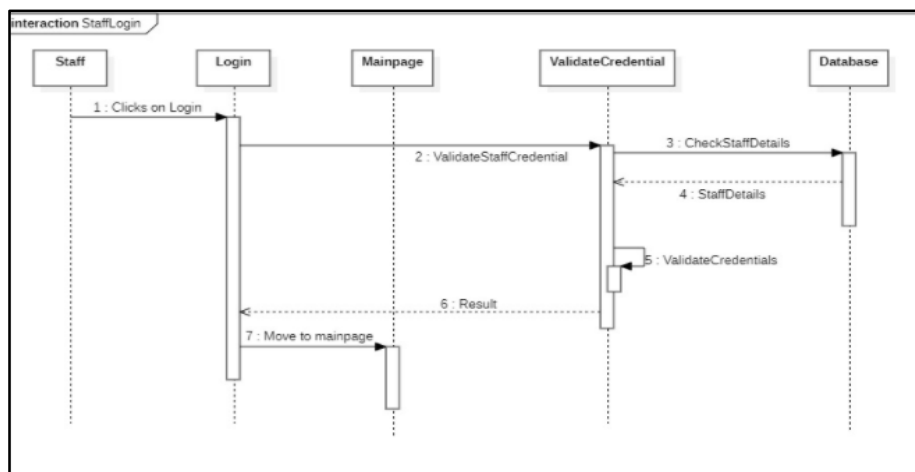 interaction StaffLogin
Staff
Login
Mainpage
ValidateCredential
Database
1 : Clicks on Login
2 : ValidateStaffCredential
3 : CheckStaffDetails
4 : StaffDetails
5 : ValidateCredentials
6 : Result
7 : Move to mainpage